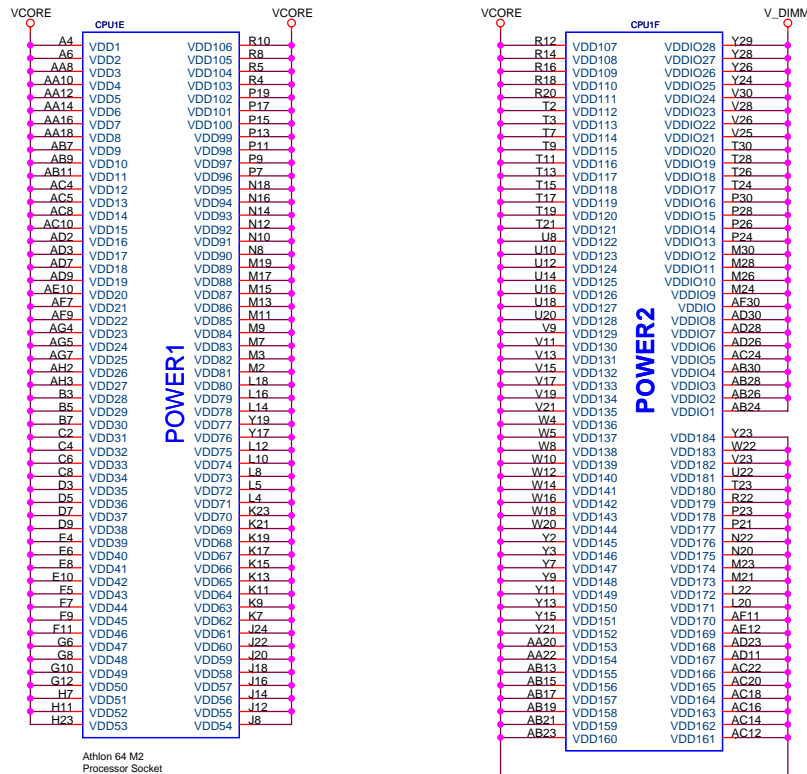 VCORE VCORE
CPU1E
A4 VDD1 VDD106 R10
A6 VDD2 VDD105 R8
AA8 VDD3 VDD104 R5
AA10 VDD4 VDD103 R4
AA12 VDD5 VDD102 P19
AA14 VDD6 VDD101 P17
AA16 VDD7 VDD100 P15
AA18 VDD8 VDD99 P13
AB7 VDD9 VDD98 P11
AB9 VDD10 VDD97 P9
AB11 VDD11 VDD96 P7
AC4 VDD12 VDD95 N18
AC5 VDD13 VDD94 N16
AC8 VDD14 VDD93 N14
AC10 VDD15 VDD92 N12
AD2 VDD16 VDD91 N10
AD3 VDD17 VDD90 N8
AD7 VDD18 VDD89 M19
AD9 VDD19 VDD88 M17
AE10 VDD20 VDD87 M15
AF7 VDD21 VDD86 M13
AF9 VDD22 VDD85 M11
AG4 VDD23 VDD84 M9
AG5 VDD24 VDD83 M7
AG7 VDD25 VDD82 M3
AH2 VDD26 VDD81 M2
AH3 VDD27 VDD80 L18
B3 VDD28 VDD79 L16
B5 VDD29 VDD78 L14
B7 VDD30 VDD77 Y19
C2 VDD31 VDD76 Y17
C4 VDD32 VDD75 L12
C6 VDD33 VDD74 L10
C8 VDD34 VDD73 L8
D3 VDD35 VDD72 L5
D5 VDD36 VDD71 L4
D7 VDD37 VDD70 K23
D9 VDD38 VDD69 K21
E4 VDD39 VDD68 K19
E6 VDD40 VDD67 K17
E8 VDD41 VDD66 K15
E10 VDD42 VDD65 K13
F5 VDD43 VDD64 K11
F7 VDD44 VDD63 K9
F9 VDD45 VDD62 K7
F11 VDD46 VDD61 J24
G6 VDD47 VDD60 J22
G8 VDD48 VDD59 J20
G10 VDD49 VDD58 J18
G12 VDD50 VDD57 J16
H7 VDD51 VDD56 J14
H11 VDD52 VDD55 J12
H23 VDD53 VDD54 J8
POWER1
Athlon 64 M2
Processor Socket
VCORE V_DIMM
CPU1F
R12 VDD107 VDDIO28 Y29
R14 VDD108 VDDIO27 Y28
R16 VDD109 VDDIO26 Y26
R18 VDD110 VDDIO25 Y24
R20 VDD111 VDDIO24 V30
T2 VDD112 VDDIO23 V28
T3 VDD113 VDDIO22 V26
T7 VDD114 VDDIO21 V25
T9 VDD115 VDDIO20 T30
T11 VDD116 VDDIO19 T28
T13 VDD117 VDDIO18 T26
T15 VDD118 VDDIO17 T24
T17 VDD119 VDDIO16 P30
T19 VDD120 VDDIO15 P28
T21 VDD121 VDDIO14 P26
U8 VDD122 VDDIO13 P24
U10 VDD123 VDDIO12 M30
U12 VDD124 VDDIO11 M28
U14 VDD125 VDDIO10 M26
U16 VDD126 VDDIO9 M24
U18 VDD127 VDDIO AF30
U20 VDD128 VDDIO8 AD30
V9 VDD129 VDDIO7 AD28
V11 VDD130 VDDIO6 AD26
V13 VDD131 VDDIO5 AC24
V15 VDD132 VDDIO4 AB30
V17 VDD133 VDDIO3 AB28
V19 VDD134 VDDIO2 AB26
V21 VDD135 VDDIO1 AB24
W4 VDD136
W5 VDD137 VDD184 Y23
W8 VDD138 VDD183 W22
W10 VDD139 VDD182 V23
W12 VDD140 VDD181 U22
W14 VDD141 VDD180 T23
W16 VDD142 VDD179 R22
W18 VDD143 VDD178 P23
W20 VDD144 VDD177 P21
Y2 VDD145 VDD176 N22
Y3 VDD146 VDD175 N20
Y7 VDD147 VDD174 M23
Y9 VDD148 VDD173 M21
Y11 VDD149 VDD172 L22
Y13 VDD150 VDD171 L20
Y15 VDD151 VDD170 AF11
Y21 VDD152 VDD169 AE12
AA20 VDD153 VDD168 AD23
AA22 VDD154 VDD167 AD11
AB13 VDD155 VDD166 AC22
AB15 VDD156 VDD165 AC20
AB17 VDD157 VDD164 AC18
AB19 VDD158 VDD163 AC16
AB21 VDD159 VDD162 AC14
AB23 VDD160 VDD161 AC12
POWER2